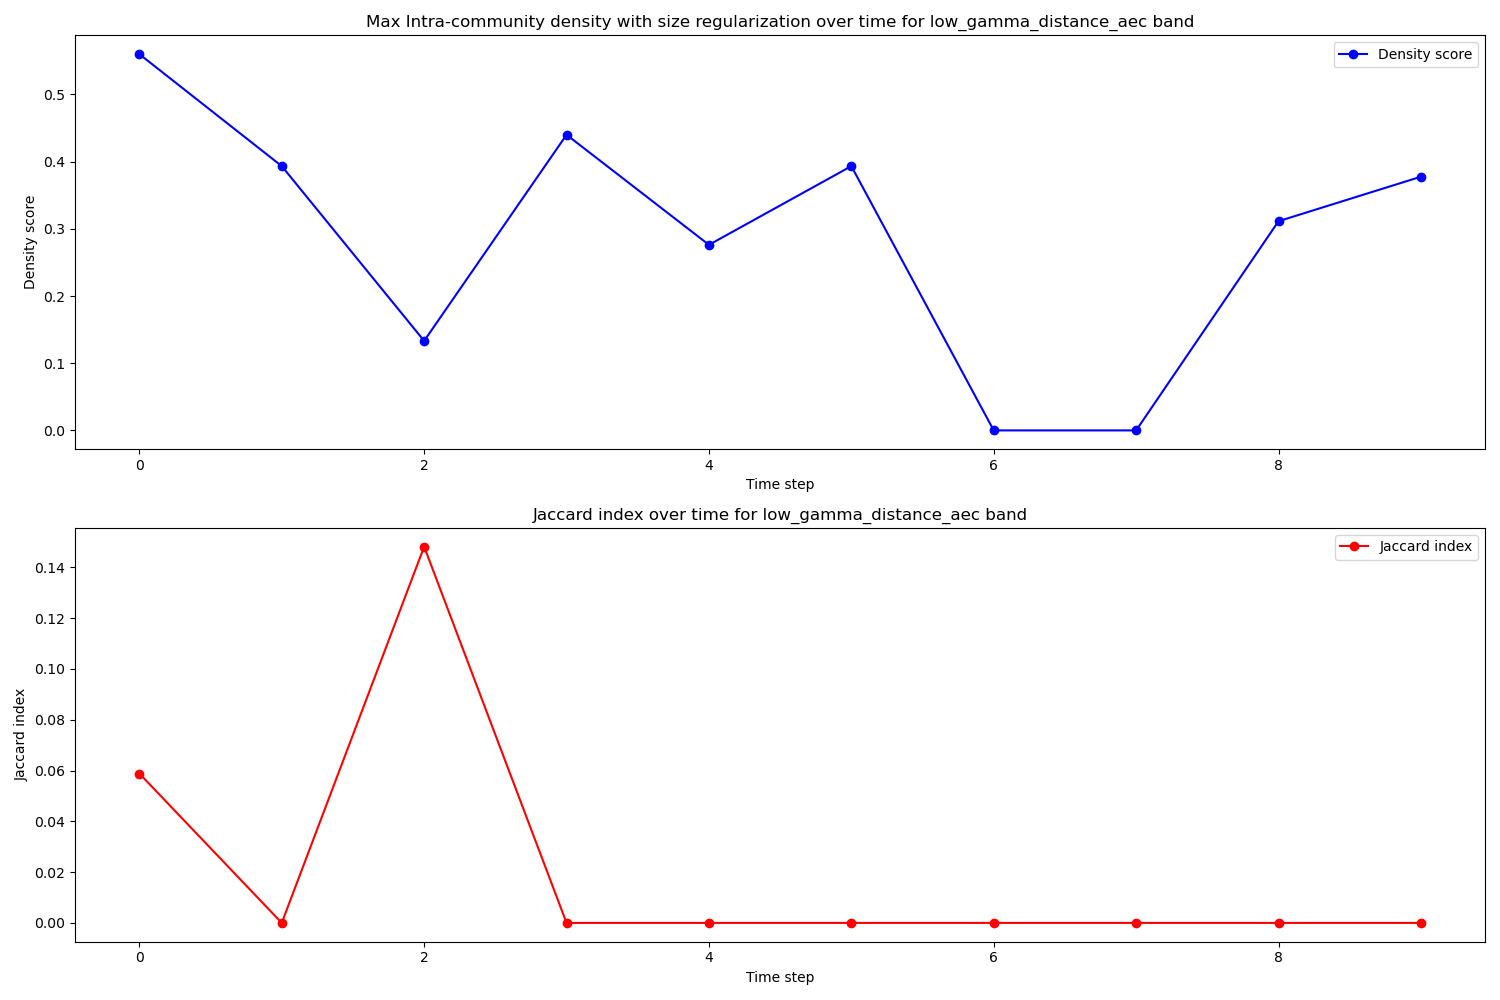 Max Intra-community density with size regularization over time for low_gamma_distance_aec band
Density score
0.5
0.4
0.3
0.2
0.1
0.0
Density score
0 2 4 6 8
Time step
Jaccard index over time for low_gamma_distance_aec band
Jaccard index
0.14
0.12
0.10
0.08
0.06
0.04
0.02
0.00
Jaccard index
0 2 4 6 8
Time step